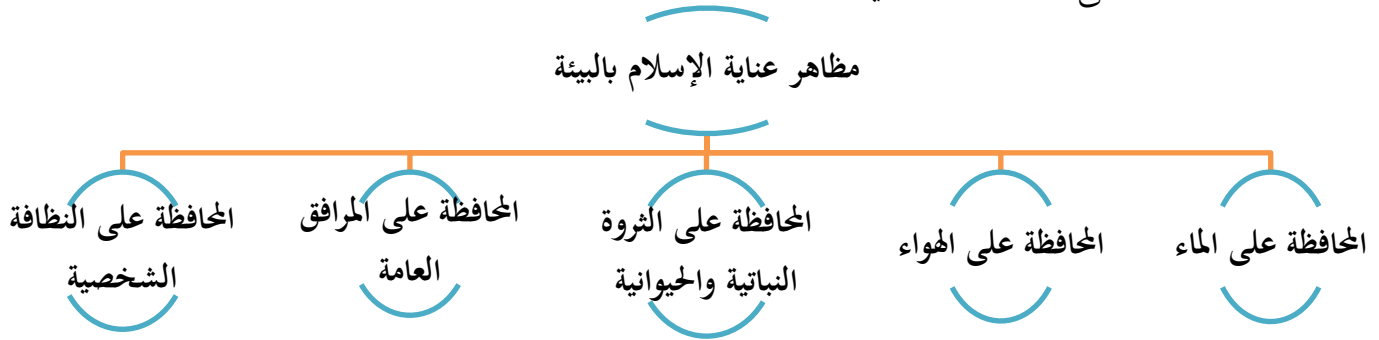 مظاهر عناية الإسلام بالبيئة
المحافظة على الماء
المحافظة على الهواء
المحافظة على الثروة
النباتية والحيوانية
المحافظة على المرافق
العامة
المحافظة على النظافة
الشخصية